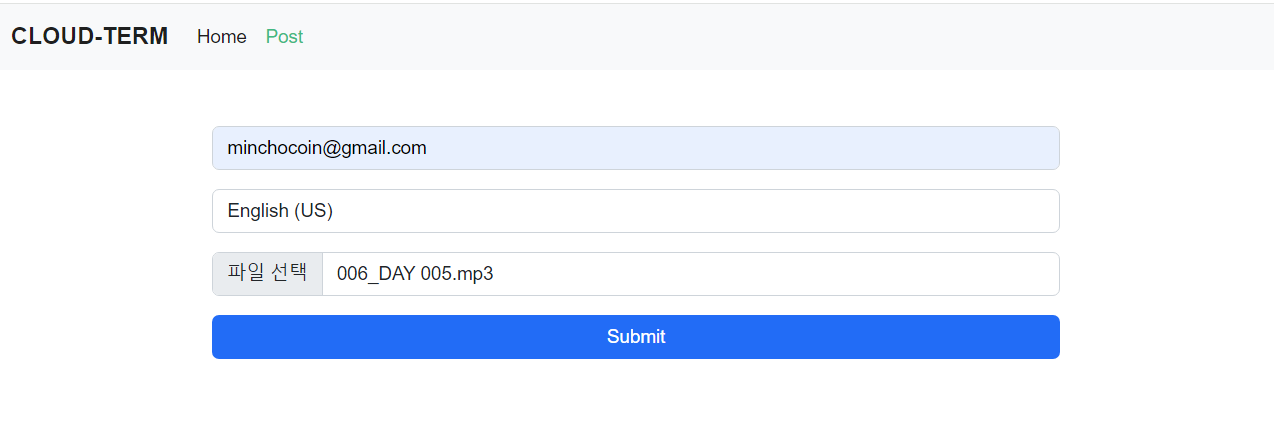 CLOUD-TERM Home Post
minchocoin@gmail.com
English (US)
파일 선택 006_DAY 005.mp3
Submit